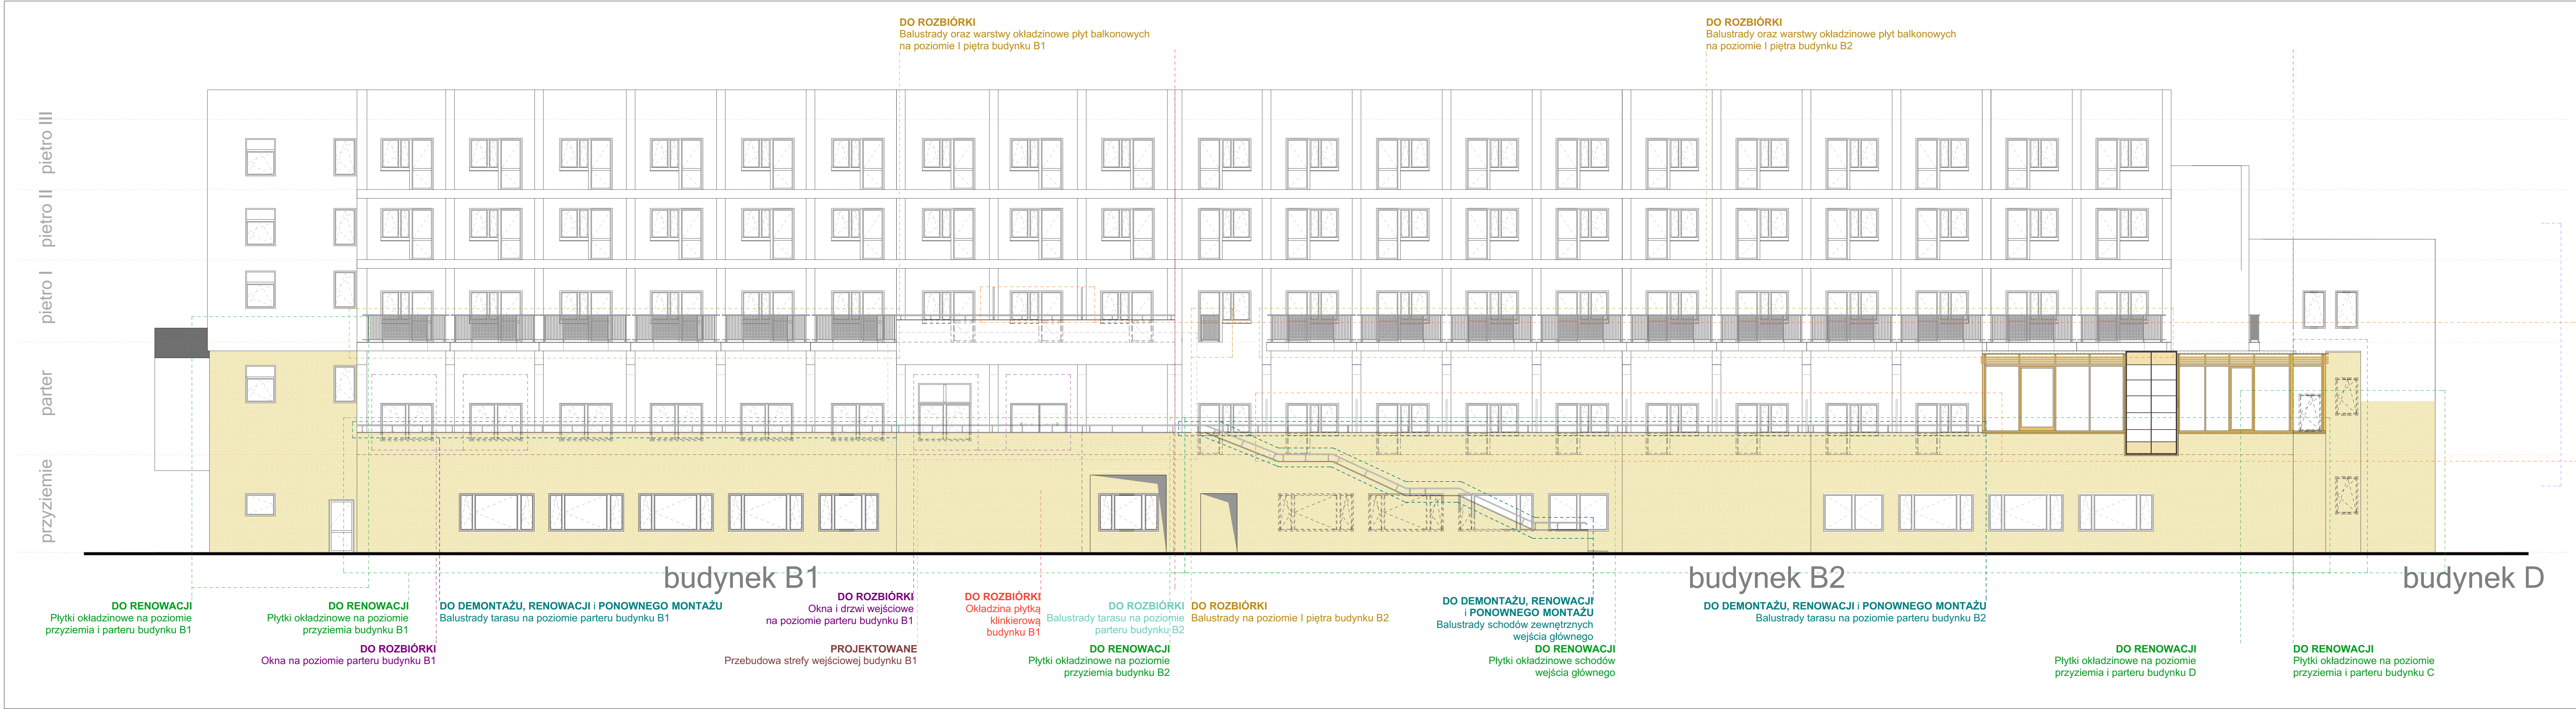 DO ROZBIÓRKI
Balustrady oraz warstwy okładzinowe płyt balkonowych
na poziomie I piętra budynku B1
DO ROZBIÓRKI
Balustrady oraz warstwy okładzinowe płyt balkonowych
na poziomie I piętra budynku B2
pietro III
pietro II
pietro I
parter
przyziemie
budynek B1
budynek B2
budynek D
DO RENOWACJI
Płytki okładzinowe na poziomie
przyziemia i parteru budynku B1
DO RENOWACJI
Płytki okładzinowe na poziomie
przyziemia budynku B1
DO ROZBIÓRKI
Okna na poziomie parteru budynku B1
DO DEMONTAŻU, RENOWACJI i PONOWNEGO MONTAŻU
Balustrady tarasu na poziomie parteru budynku B1
DO ROZBIÓRKI
Okna i drzwi wejściowe
na poziomie parteru budynku B1
PROJEKTOWANE
Przebudowa strefy wejściowej budynku B1
DO ROZBIÓRKI
Okładzina płytką
klinkierową
budynku B1
DO ROZBIÓRKI
Balustrady tarasu na poziomie
parteru budynku B2
DO RENOWACJI
Płytki okładzinowe na poziomie
przyziemia budynku B2
DO ROZBIÓRKI
Balustrady na poziomie I piętra budynku B2
DO DEMONTAŻU, RENOWACJI
i PONOWNEGO MONTAŻU
Balustrady schodów zewnętrznych
wejścia głównego
DO RENOWACJI
Płytki okładzinowe schodów
wejścia głównego
DO DEMONTAŻU, RENOWACJI i PONOWNEGO MONTAŻU
Balustrady tarasu na poziomie parteru budynku B2
DO RENOWACJI
Płytki okładzinowe na poziomie
przyziemia i parteru budynku D
DO RENOWACJI
Płytki okładzinowe na poziomie
przyziemia i parteru budynku C